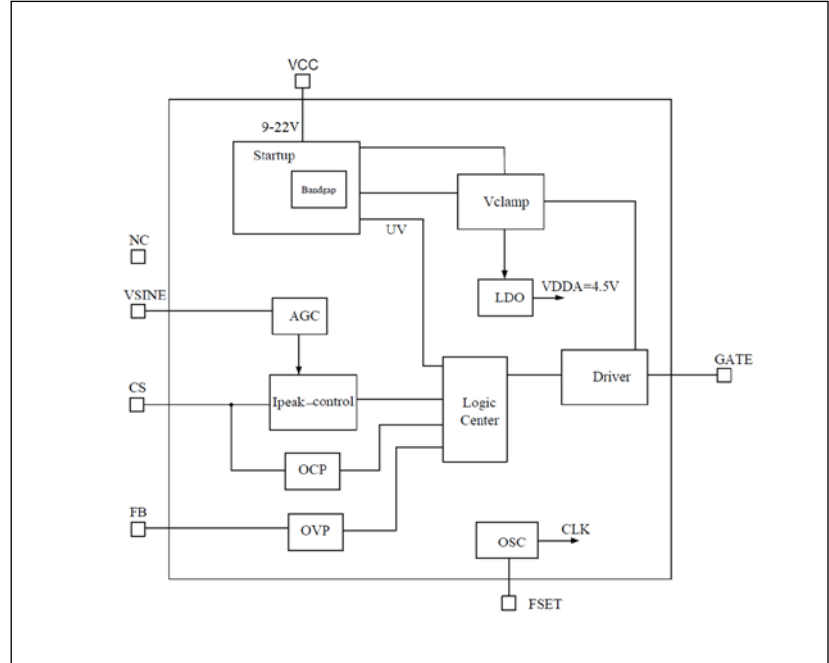 VCC
9-22V
Startup
Bandgap
Vclamp
UV
NC
VSINE
LDO
VDDA=4.5V
AGC
GATE
Driver
CS
Ipeak-control
Logic
Center
OCP
FB
OVP
OSC
CLK
FSET